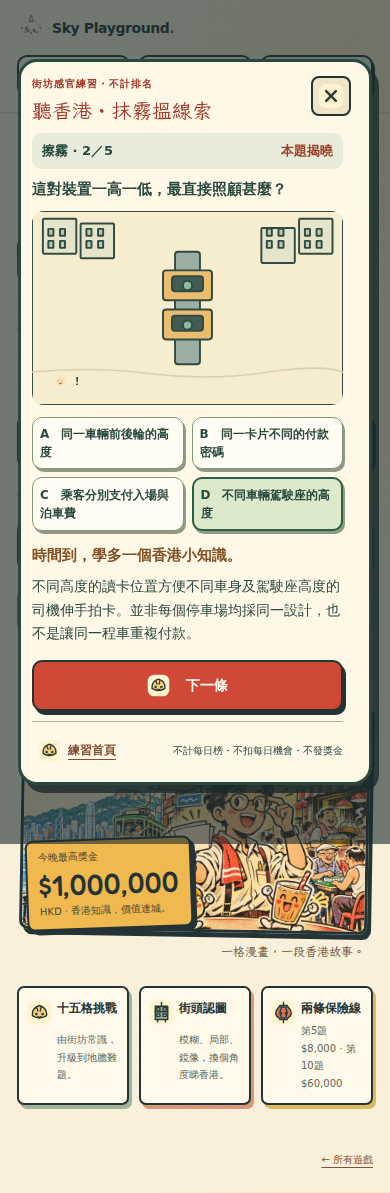 Sky Playground.
街坊感官練習・不計排名
聽香港・抹霧搵線索
擦霧・2／5
本題揭曉
這對裝置一高一低，最直接照顧甚麼？
!
A 同一車輛前後輪的高
度
B 同一卡片不同的付款
密碼
C 乘客分別支付入場與
泊車費
D 不同車輛駕駛座的高
度
時間到，學多一個香港小知識。
不同高度的讀卡位置方便不同車身及駕駛座高度的
司機伸手拍卡。並非每個停車場均採同一設計，也
不是讓同一程車重複付款。
下一條
練習首頁
不計每日榜・不扣每日機會・不發獎金
今晚最高獎金
$1,000,000
HKD · 香港知識，價值連城。
一格漫畫，一段香港故事。
十五格挑戰
由街坊常識，
升級到地膽難
題。
街頭認圖
模糊、局部、
鏡像，換個角
度睇香港。
兩條保險線
第5題
$8,000 · 第
10題
$60,000
← 所有遊戲